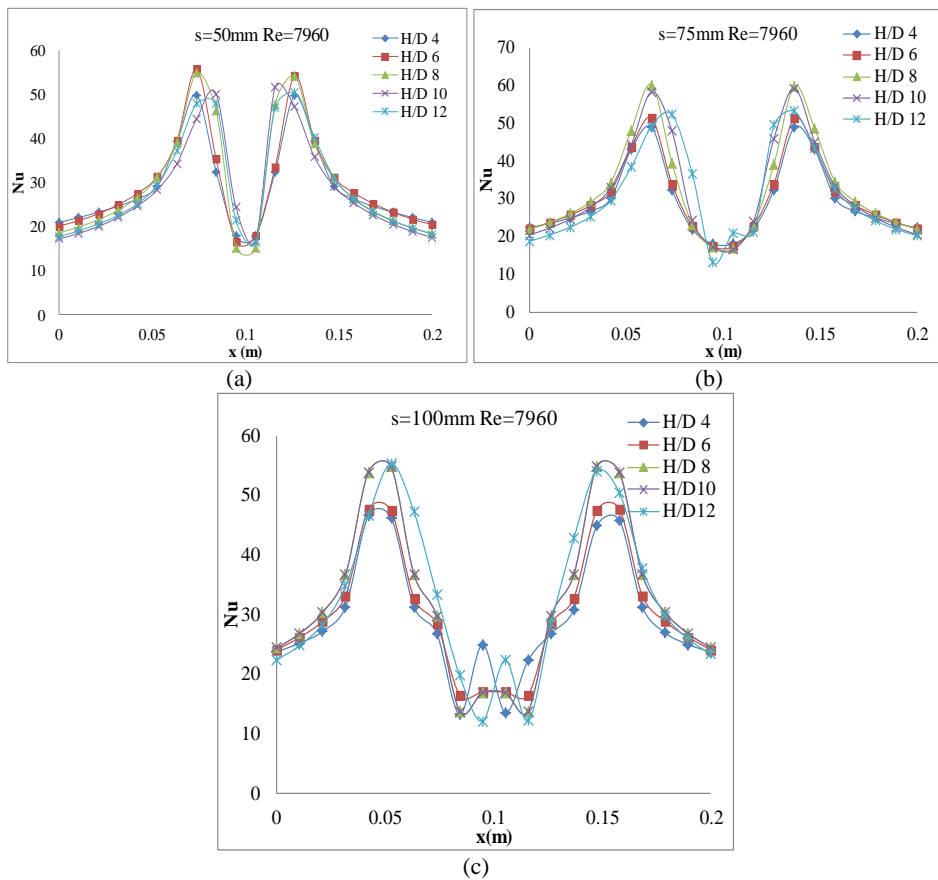 s=50mm Re=7960
H/D 4
H/D 6
H/D 8
H/D 10
H/D 12
60
50
40
30
20
10
0
Nu
0 0.05 0.1 0.15 0.2
x (m)
(a)
s=75mm Re=7960
H/D 4
H/D 6
H/D 8
H/D 10
H/D 12
70
60
50
40
30
20
10
0
Nu
0 0.05 0.1 0.15 0.2
x (m)
(b)
s=100mm Re=7960
H/D 4
H/D 6
H/D 8
H/D10
H/D12
60
50
40
30
20
10
0
Nu
0 0.05 0.1 0.15 0.2
x(m)
(c)